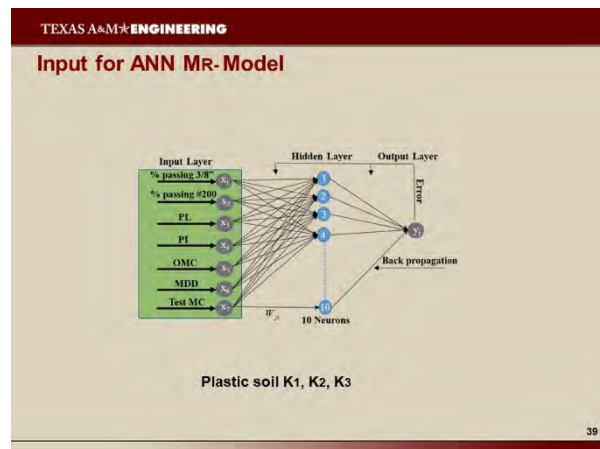 TEXAS A&M★ENGINEERING
Input for ANN MR- Model
Input Layer
Hidden Layer
Output Layer
% passing 3/8"
% passing #200
PL
PI
OMC
MDD
Test MC
x1
x2
x3
x4
x5
x6
x7
1
2
3
4
10
y1
Error
Back propagation
10 Neurons
Plastic soil K1, K2, K3
39